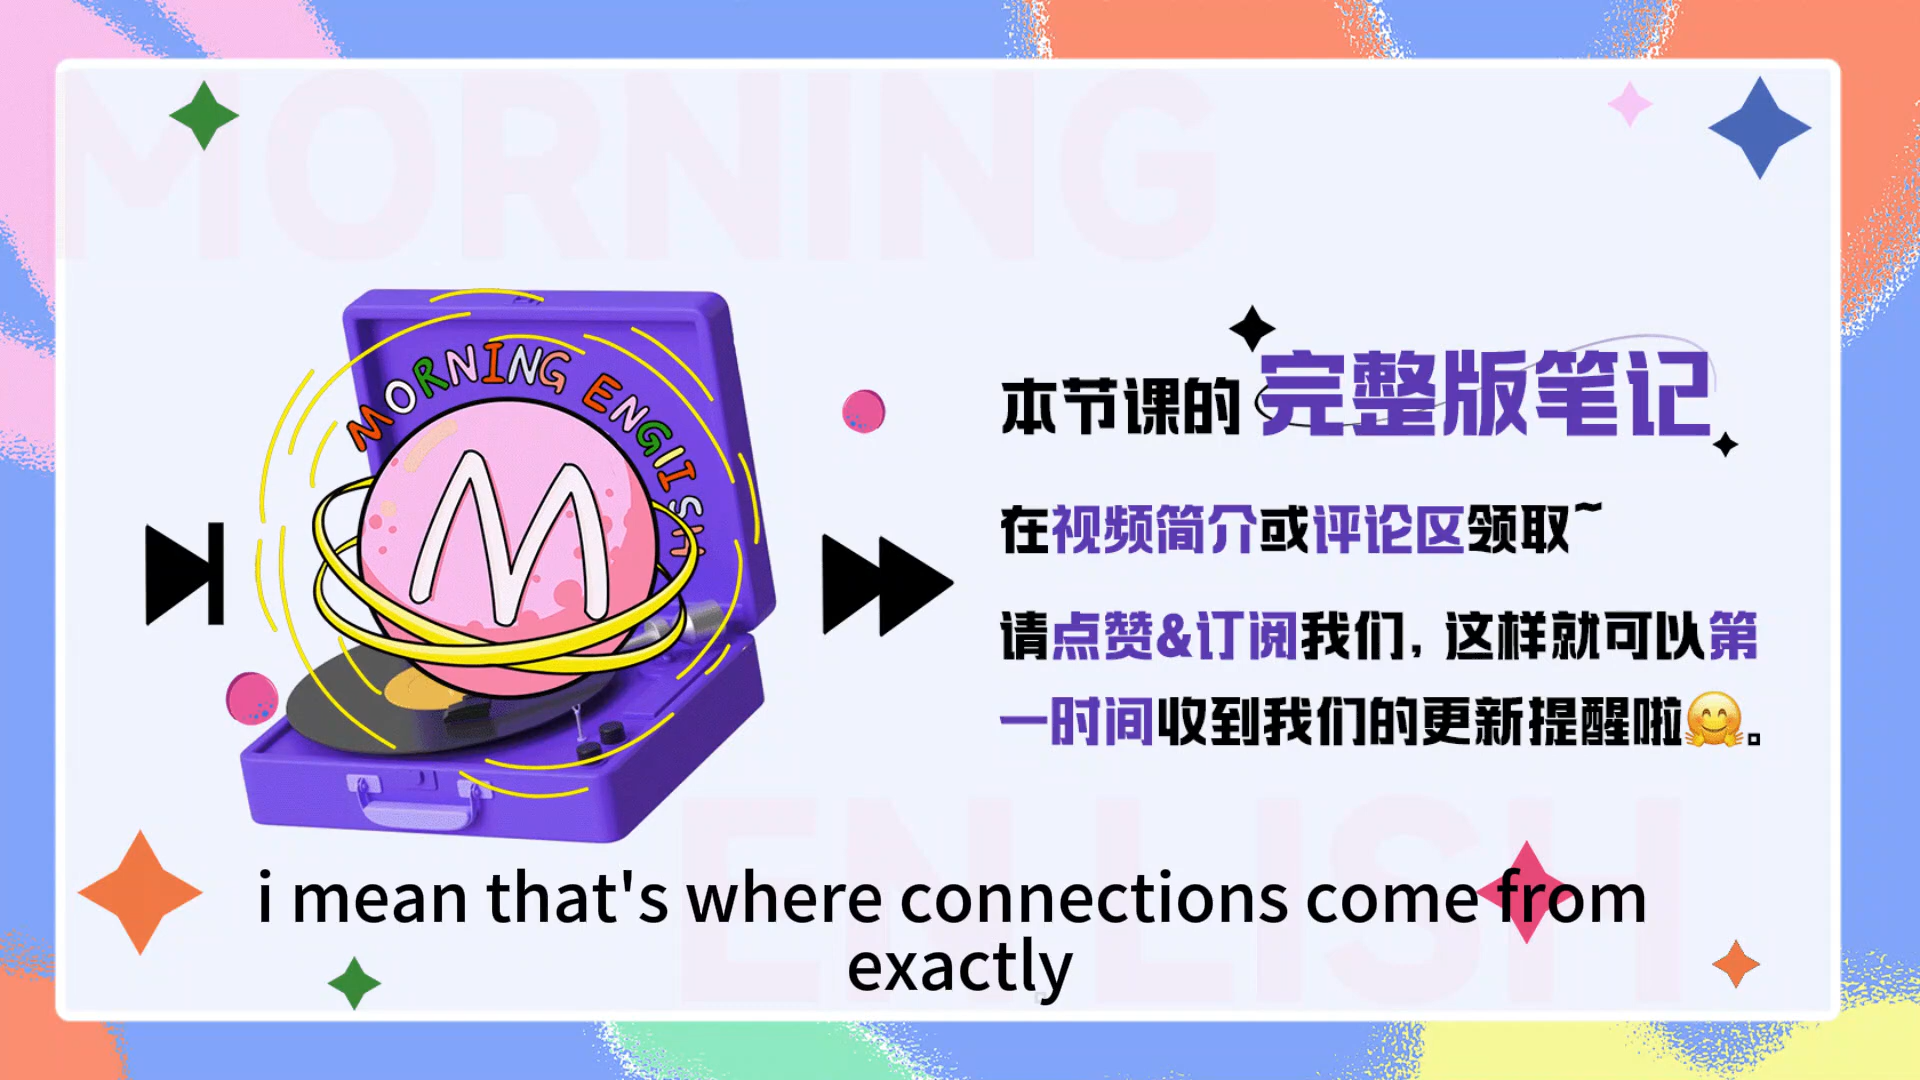 MORNING
MORNING ENGLISH
M
本节课的 完整版笔记
在视频简介或评论区领取~
请点赞&订阅我们，这样就可以第
一时间收到我们的更新提醒啦🤗。
ENGLISH
i mean that's where connections come from
exactly